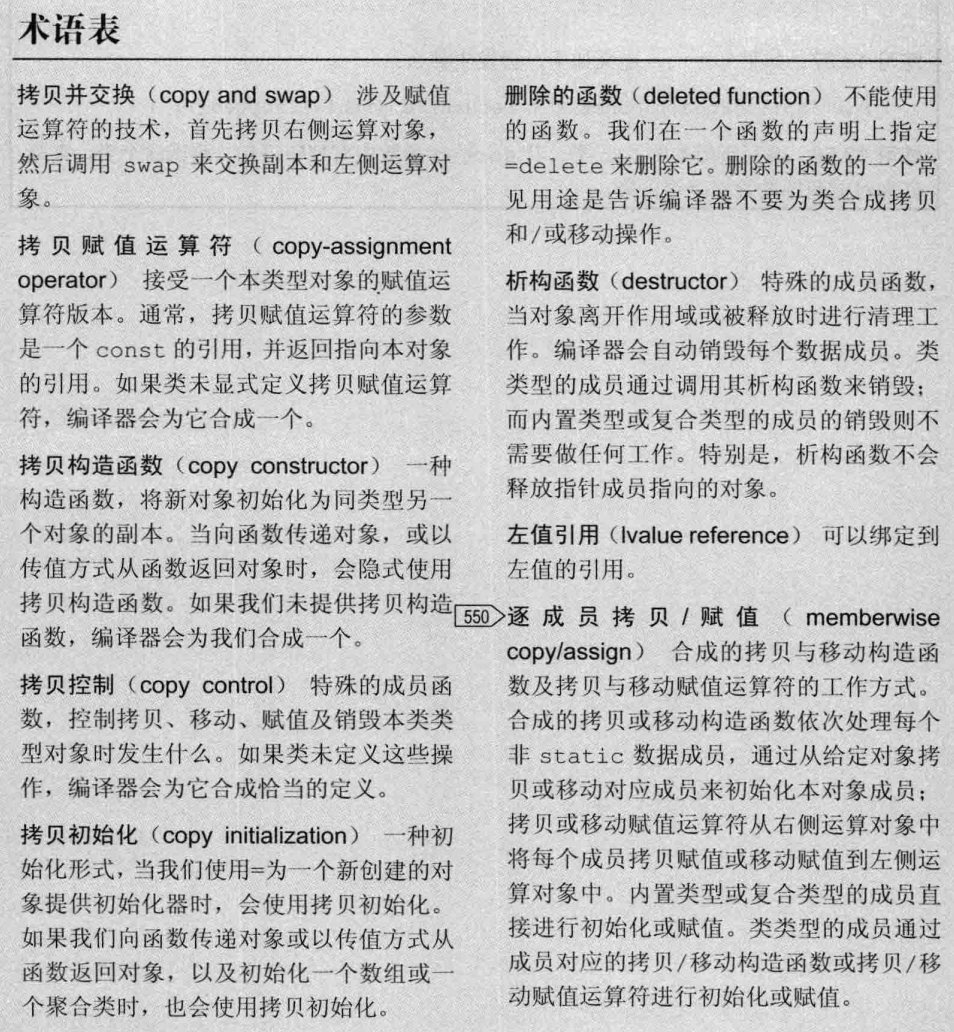 术语表
拷贝并交换（copy and swap） 涉及赋值
运算符的技术，首先拷贝右侧运算对象，
然后调用 swap 来交换副本和左侧运算对
象。
拷贝赋值运算符（copy-assignment
operator） 接受一个本类型对象的赋值运
算符版本。通常，拷贝赋值运算符的参数
是一个 const 的引用，并返回指向本对象
的引用。如果类未显式定义拷贝赋值运算
符，编译器会为它合成一个。
拷贝构造函数（copy constructor） 一种
构造函数，将新对象初始化为同类型另一
个对象的副本。当向函数传递对象，或以
传值方式从函数返回对象时，会隐式使用
拷贝构造函数。如果我们未提供拷贝构造
函数，编译器会为我们合成一个。
拷贝控制（copy control） 特殊的成员函
数，控制拷贝、移动、赋值及销毁本类类
型对象时发生什么。如果类未定义这些操
作，编译器会为它合成恰当的定义。
拷贝初始化（copy initialization） 一种初
始化形式，当我们使用=为一个新创建的对
象提供初始化器时，会使用拷贝初始化。
如果我们向函数传递对象或以传值方式从
函数返回对象，以及初始化一个数组或一
个聚合类时，也会使用拷贝初始化。
删除的函数（deleted function） 不能使用
的函数。我们在一个函数的声明上指定
=delete 来删除它。删除的函数的一个常
见用途是告诉编译器不要为类合成拷贝
和/或移动操作。
析构函数（destructor） 特殊的成员函数，
当对象离开作用域或被释放时进行清理工
作。编译器会自动销毁每个数据成员。类
类型的成员通过调用其析构函数来销毁；
而内置类型或复合类型的成员的销毁则不
需要做任何工作。特别是，析构函数不会
释放指针成员指向的对象。
左值引用（lvalue reference） 可以绑定到
左值的引用。
550
逐成员拷贝/赋值（memberwise
copy/assign） 合成的拷贝与移动构造函
数及拷贝与移动赋值运算符的工作方式。
合成的拷贝或移动构造函数依次处理每个
非 static 数据成员，通过从给定对象拷
贝或移动对应成员来初始化本对象成员；
拷贝或移动赋值运算符从右侧运算对象中
将每个成员拷贝赋值或移动赋值到左侧运
算对象中。内置类型或复合类型的成员直
接进行初始化或赋值。类类型的成员通过
成员对应的拷贝/移动构造函数或拷贝/移
动赋值运算符进行初始化或赋值。